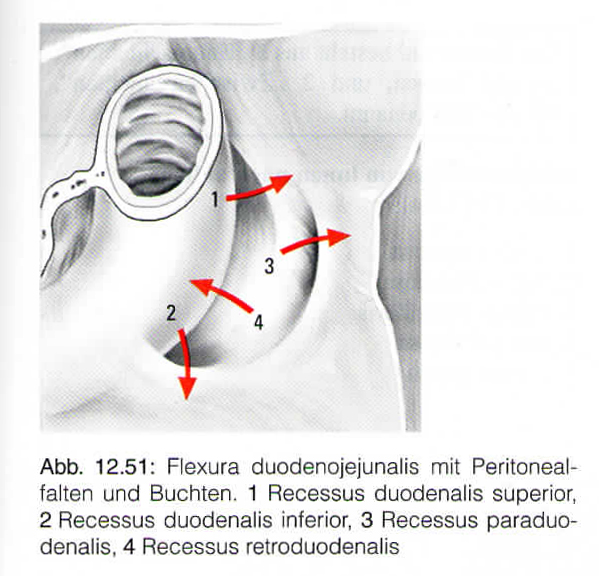 1
3
2
4
Abb. 12.51: Flexura duodenojejunalis mit Peritoneal-
falten und Buchten. 1 Recessus duodenalis superior,
2 Recessus duodenalis inferior, 3 Recessus paraduo-
denalis, 4 Recessus retroduodenalis